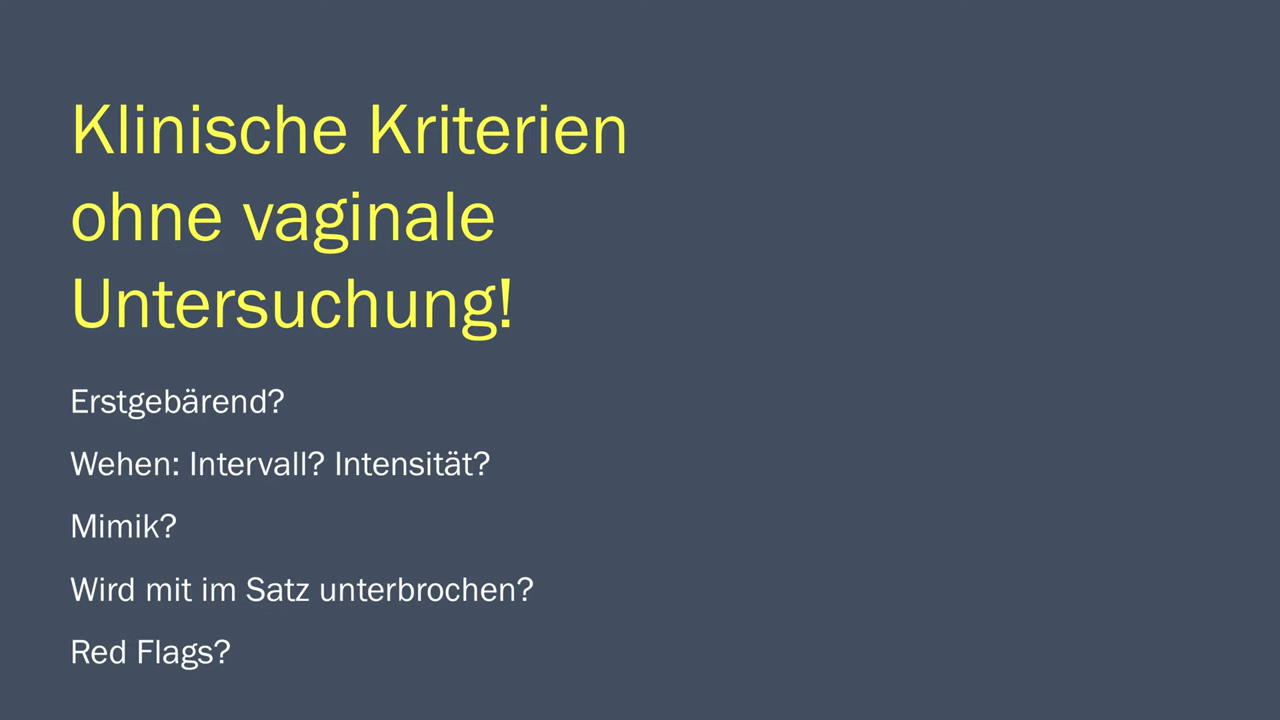 Klinische Kriterien
ohne vaginale
Untersuchung!
Erstgebärend?
Wehen: Intervall? Intensität?
Mimik?
Wird mit im Satz unterbrochen?
Red Flags?